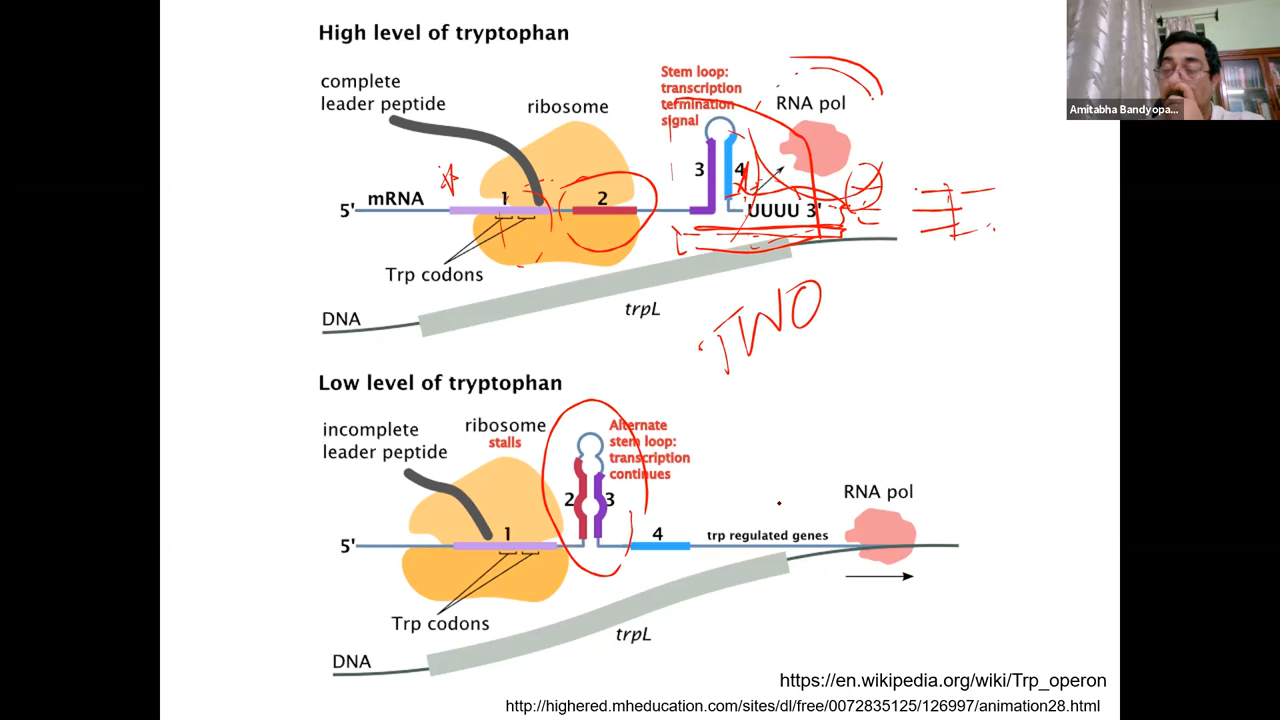 High level of tryptophan
complete
leader peptide
ribosome
Stem loop:
transcription
termination
signal
RNA pol
Amitabha Bandyopa...
3
4
mRNA
1
2
5'
UUUU 3'
Trp codons
trpL
DNA
TWO
Low level of tryptophan
incomplete
leader peptide
ribosome
stalls
Alternate
stem loop:
transcription
continues
RNA pol
2
3
1
4
trp regulated genes
5'
Trp codons
trpL
DNA
https://en.wikipedia.org/wiki/Trp_operon
http://highered.mheducation.com/sites/dl/free/0072835125/126997/animation28.html